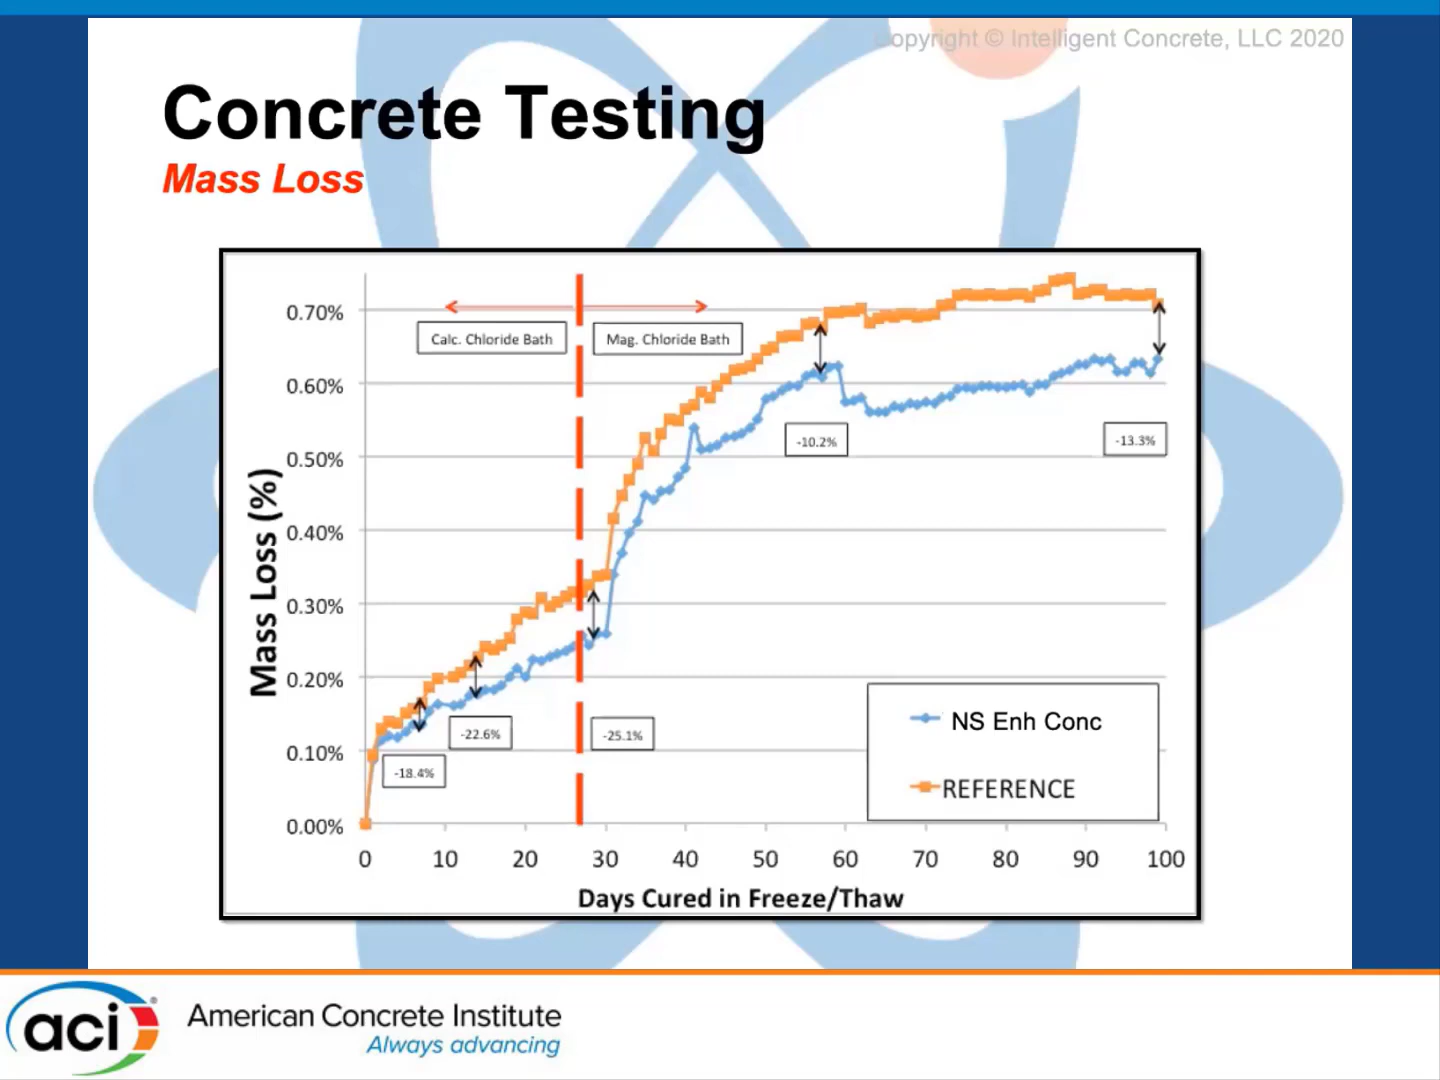 Copyright © Intelligent Concrete, LLC 2020
Concrete Testing
Mass Loss
Calc. Chloride Bath
Mag. Chloride Bath
Mass Loss (%)
0.70%
0.60%
0.50%
0.40%
0.30%
0.20%
0.10%
0.00%
-10.2%
-13.3%
-22.6%
-25.1%
-18.4%
NS Enh Conc
REFERENCE
0 10 20 30 40 50 60 70 80 90 100
Days Cured in Freeze/Thaw
aci®
American Concrete Institute
Always advancing